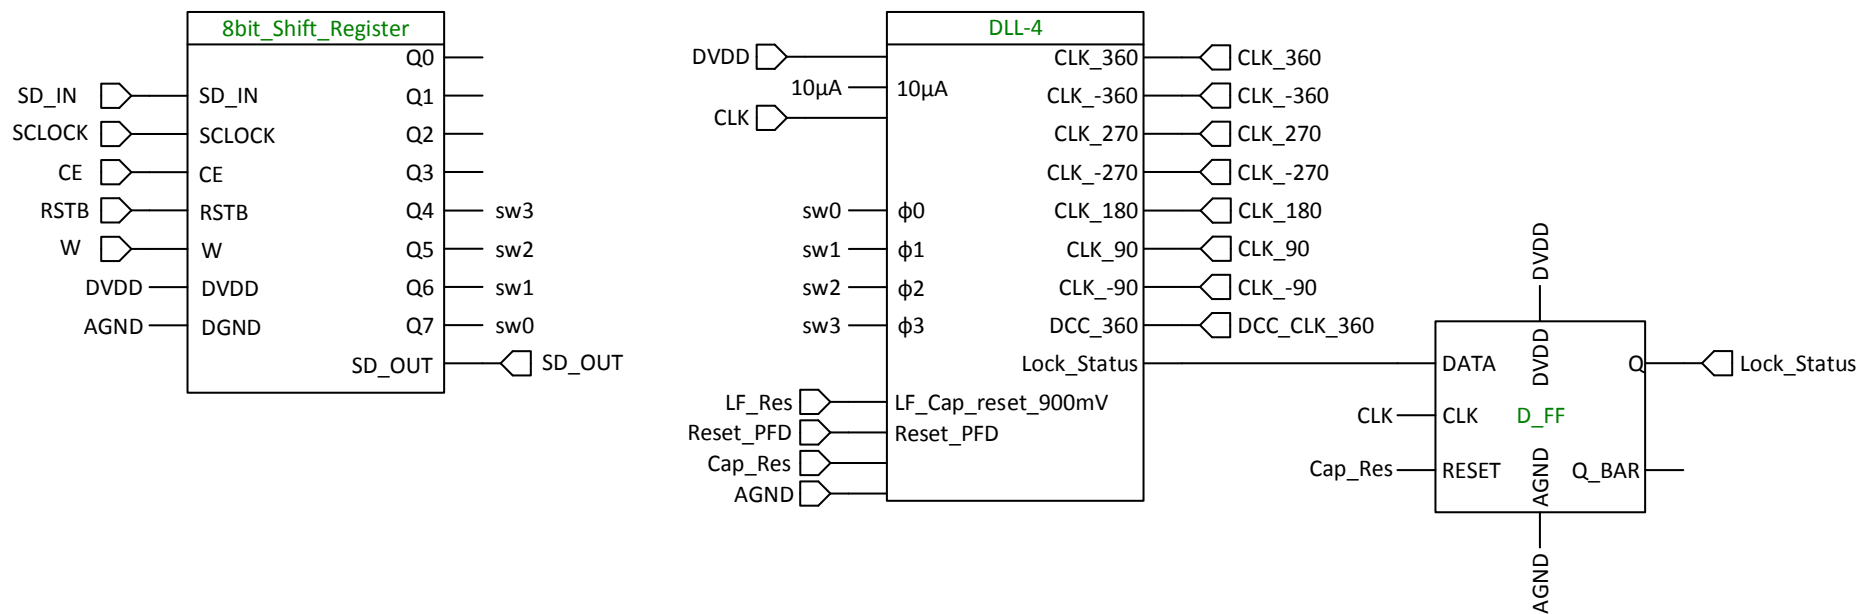 8bit_Shift_Register
Q0
SD_IN SD_IN Q1
SCLOCK SCLOCK Q2
CE CE Q3
RSTB RSTB Q4 sw3
W W Q5 sw2
DVDD DVDD Q6 sw1
AGND DGND Q7 sw0
SD_OUT SD_OUT
DLL-4
DVDD CLK_360 CLK_360
10µA 10µA CLK_-360 CLK_-360
CLK CLK_270 CLK_270
CLK_-270 CLK_-270
sw0 ϕ0 CLK_180 CLK_180
sw1 ϕ1 CLK_90 CLK_90
sw2 ϕ2 CLK_-90 CLK_-90
sw3 ϕ3 DCC_360 DCC_CLK_360
Lock_Status
LF_Res LF_Cap_reset_900mV
Reset_PFD Reset_PFD
Cap_Res
AGND
DVDD
DVDD
DATA Q Lock_Status
CLK CLK D_FF
Cap_Res RESET Q_BAR
AGND
AGND